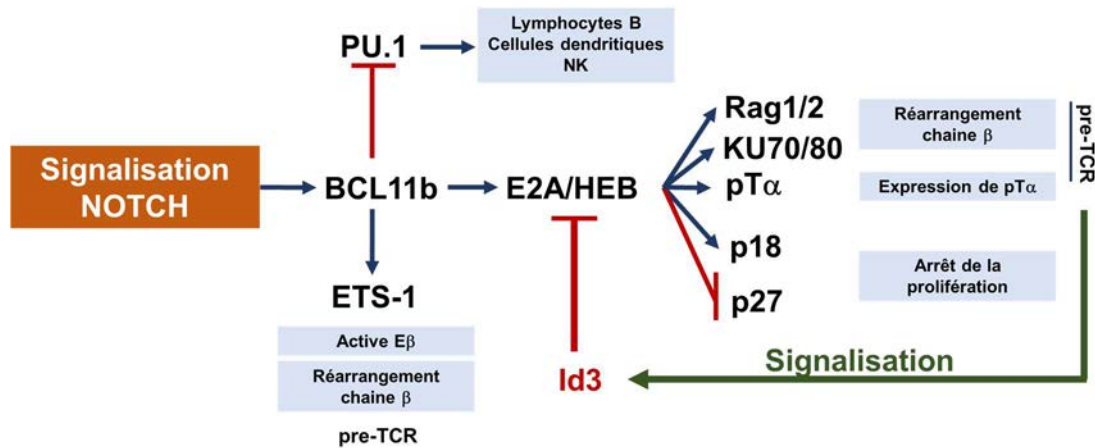 PU.1
Lymphocytes B
Cellules dendritiques
NK
Signalisation
NOTCH
BCL11b
E2A/HEB
Rag1/2
KU70/80
pTα
p18
p27
Réarrangement
chaine β
Expression de pTα
Arrêt de la
prolifération
pre-TCR
ETS-1
Active Eβ
Réarrangement
chaine β
pre-TCR
Id3
Signalisation